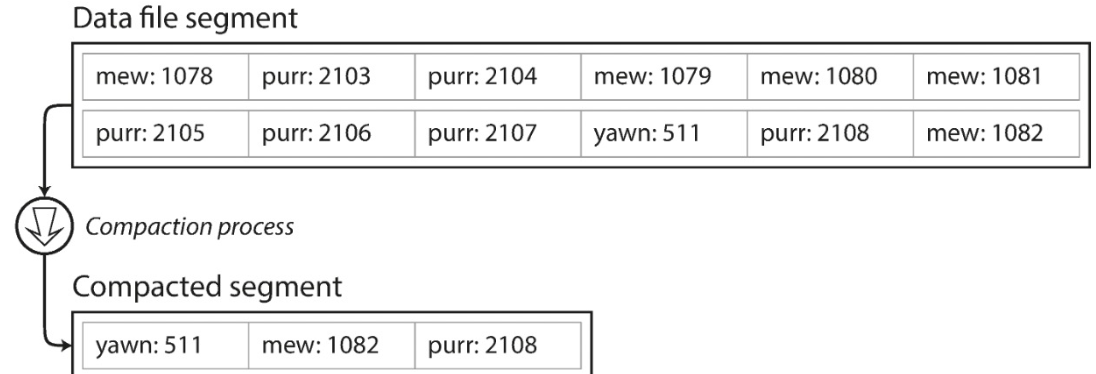 Data file segment
mew: 1078 purr: 2103 purr: 2104 mew: 1079 mew: 1080 mew: 1081
purr: 2105 purr: 2106 purr: 2107 yawn: 511 purr: 2108 mew: 1082
Compaction process
Compacted segment
yawn: 511 mew: 1082 purr: 2108